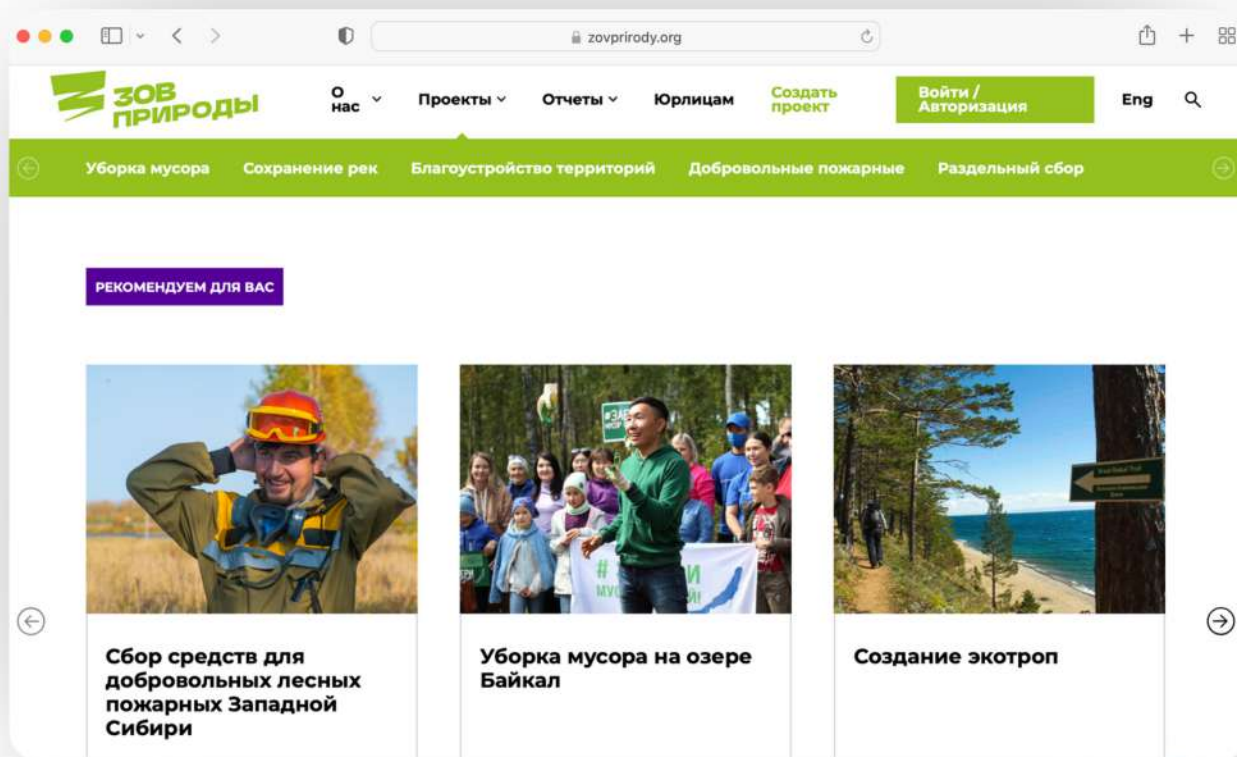 zovprirody.org
ЗОВ
ПРИРОДЫ
О
нас
Проекты
Отчеты
Юрлицам
Создать
проект
Войти /
Авторизация
Eng
Уборка мусора
Сохранение рек
Благоустройство территорий
Добровольные пожарные
Раздельный сбор
РЕКОМЕНДУЕМ ДЛЯ ВАС
Сбор средств для
добровольных лесных
пожарных Западной
Сибири
Уборка мусора на озере
Байкал
Создание экотроп